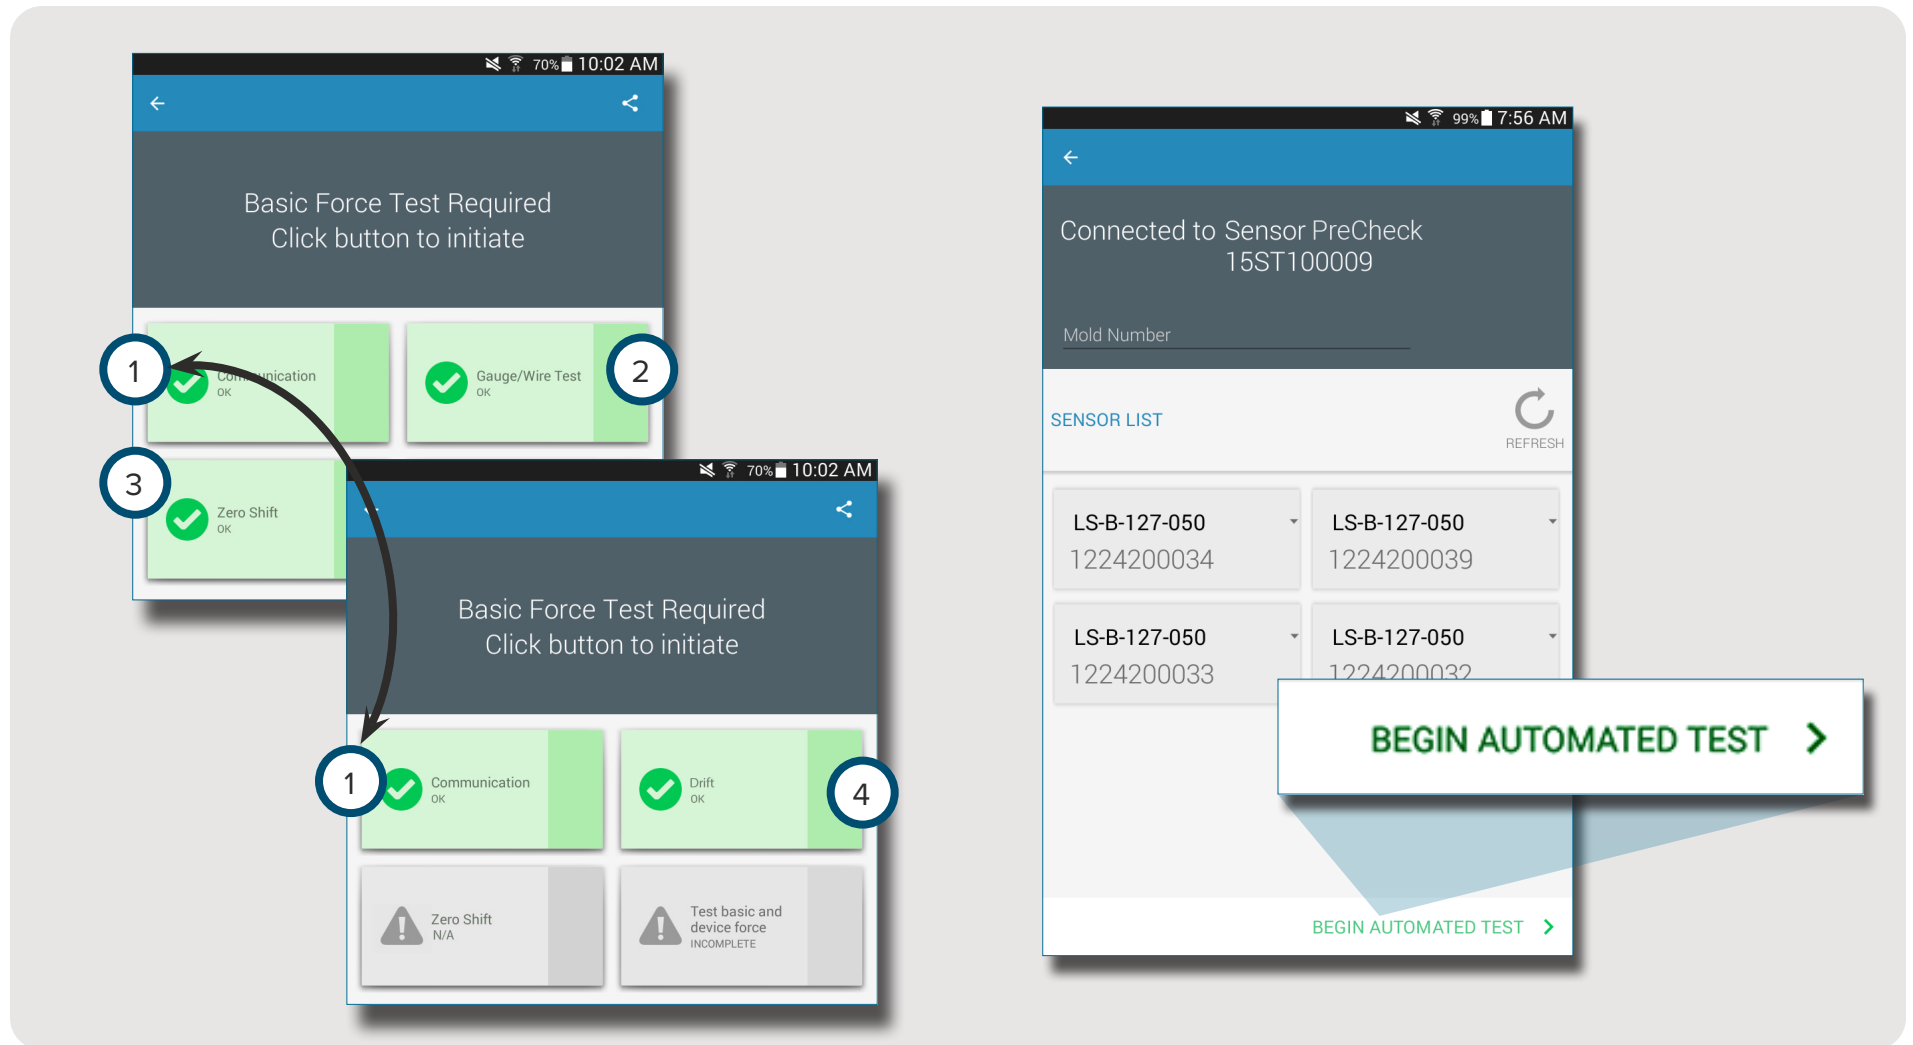 70% 10:02 AM
Basic Force Test Required
Click button to initiate
1
Communication
OK
Gauge/Wire Test
OK
2
3
Zero Shift
OK
70% 10:02 AM
Basic Force Test Required
Click button to initiate
1
Communication
OK
Drift
OK
4
Zero Shift
N/A
Test basic and
device force
INCOMPLETE
99% 7:56 AM
Connected to Sensor PreCheck
15ST100009
Mold Number
SENSOR LIST
REFRESH
LS-B-127-050
1224200034
LS-B-127-050
1224200039
LS-B-127-050
1224200033
LS-B-127-050
1224200032
BEGIN AUTOMATED TEST
BEGIN AUTOMATED TEST